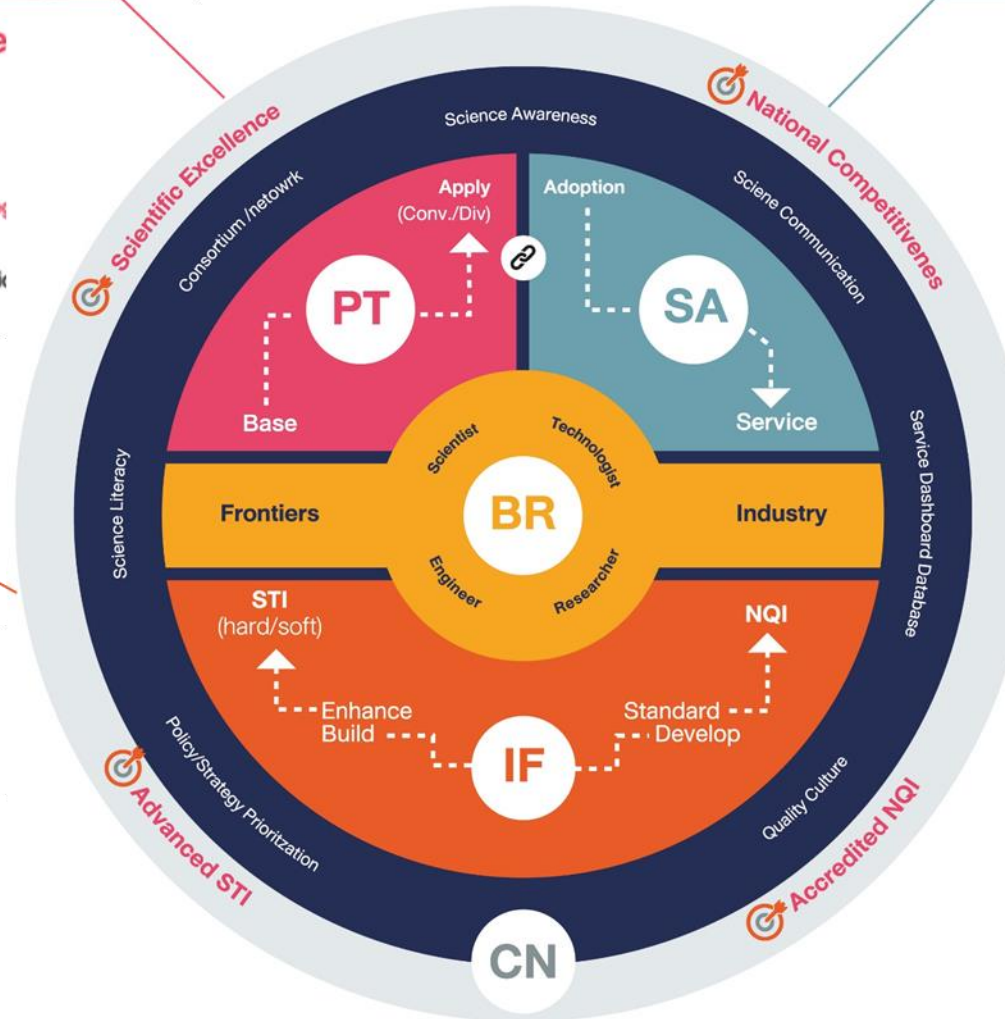 Science Awareness
Scientific Excellence
National Competitivenes
Consortium /netowrk
Sciene Communication
Apply
(Conv./Div)
Adoption
PT
SA
Base
Service
Scientist
Technologist
Science Literacy
Service Dashboard Database
Frontiers
BR
Industry
Engineer
Researcher
STI
(hard/soft)
NQI
Enhance
Build
Standard
Develop
IF
Policy/Strategy Prioritzation
Quality Culture
Advanced STI
Accredited NQI
CN